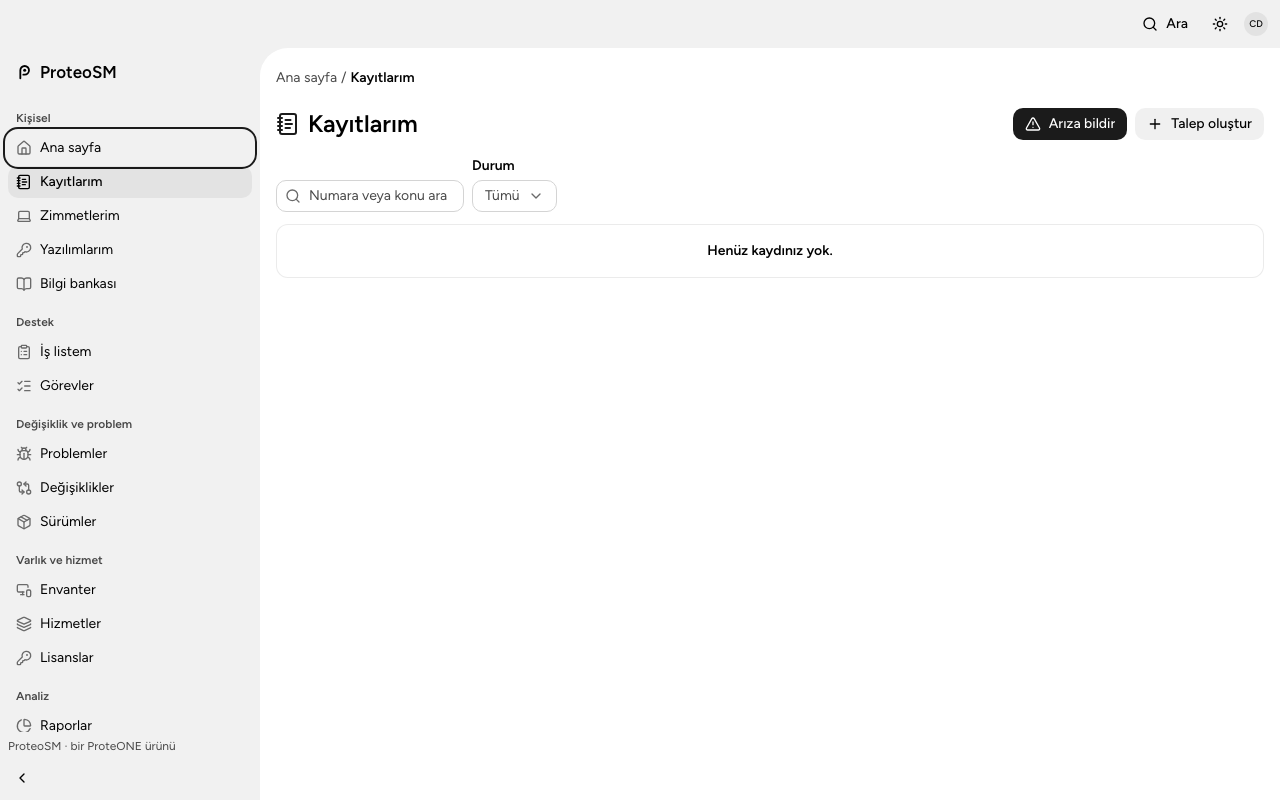 Ara
CD
ProteoSM
Kişisel
Ana sayfa
Kayıtlarım
Zimmetlerim
Yazılımlarım
Bilgi bankası
Destek
İş listem
Görevler
Değişiklik ve problem
Problemler
Değişiklikler
Sürümler
Varlık ve hizmet
Envanter
Hizmetler
Lisanslar
Analiz
Raporlar
ProteoSM · bir ProteONE ürünü
Ana sayfa / Kayıtlarım
Kayıtlarım
Arıza bildir
Talep oluştur
Durum
Numara veya konu ara
Tümü
Henüz kaydınız yok.